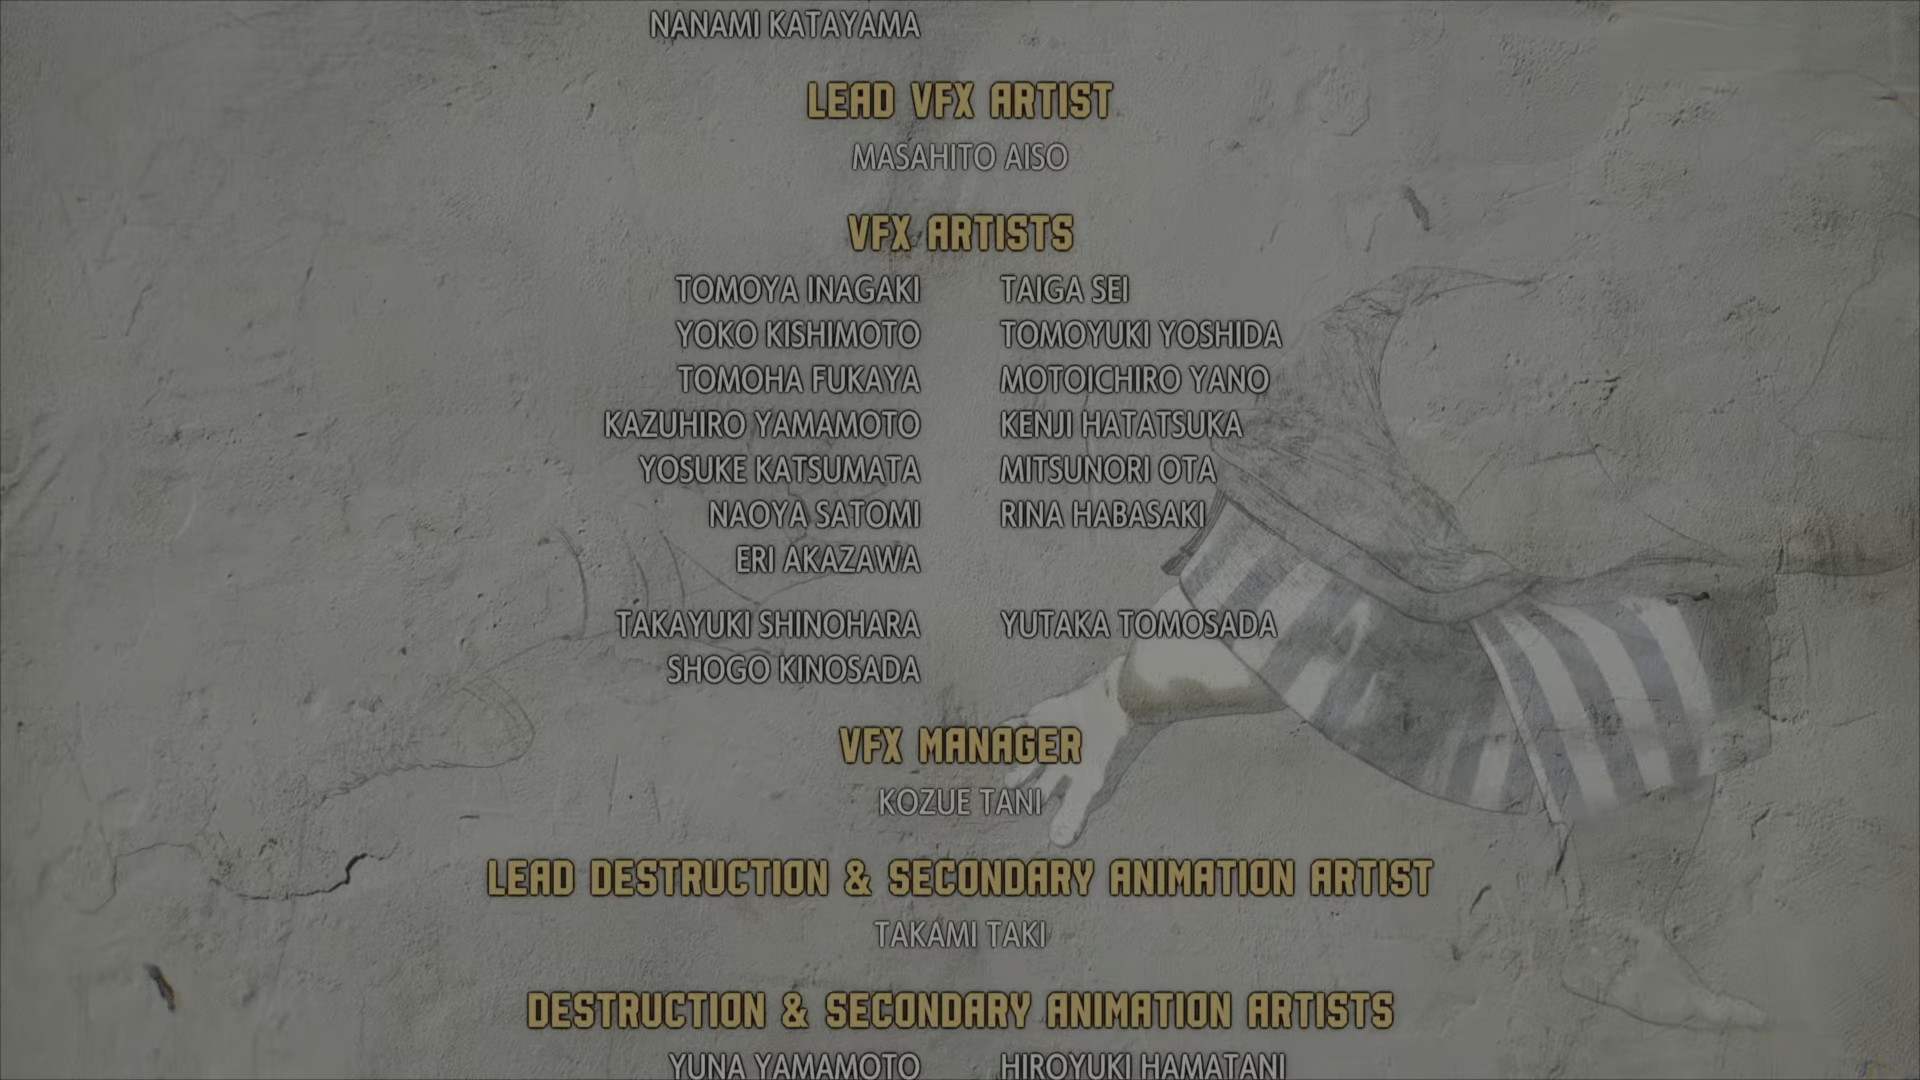 NANAMI KATAYAMA
LEAD VFX ARTIST
MASAHITO AISO
VFX ARTISTS
TOMOYA INAGAKI TAIGA SEI
YOKO KISHIMOTO TOMOYUKI YOSHIDA
TOMOHA FUKAYA MOTOICHIRO YANO
KAZUHIRO YAMAMOTO KENJI HATATSUKA
YOSUKE KATSUMATA MITSUNORI OTA
NAOYA SATOMI RINA HABASAKI
ERI AKAZAWA
TAKAYUKI SHINOHARA YUTAKA TOMOSADA
SHOGO KINOSADA
VFX MANAGER
KOZUE TANI
LEAD DESTRUCTION & SECONDARY ANIMATION ARTIST
TAKAMI TAKI
DESTRUCTION & SECONDARY ANIMATION ARTISTS
YUNA YAMAMOTO HIROYUKI HAMATANI